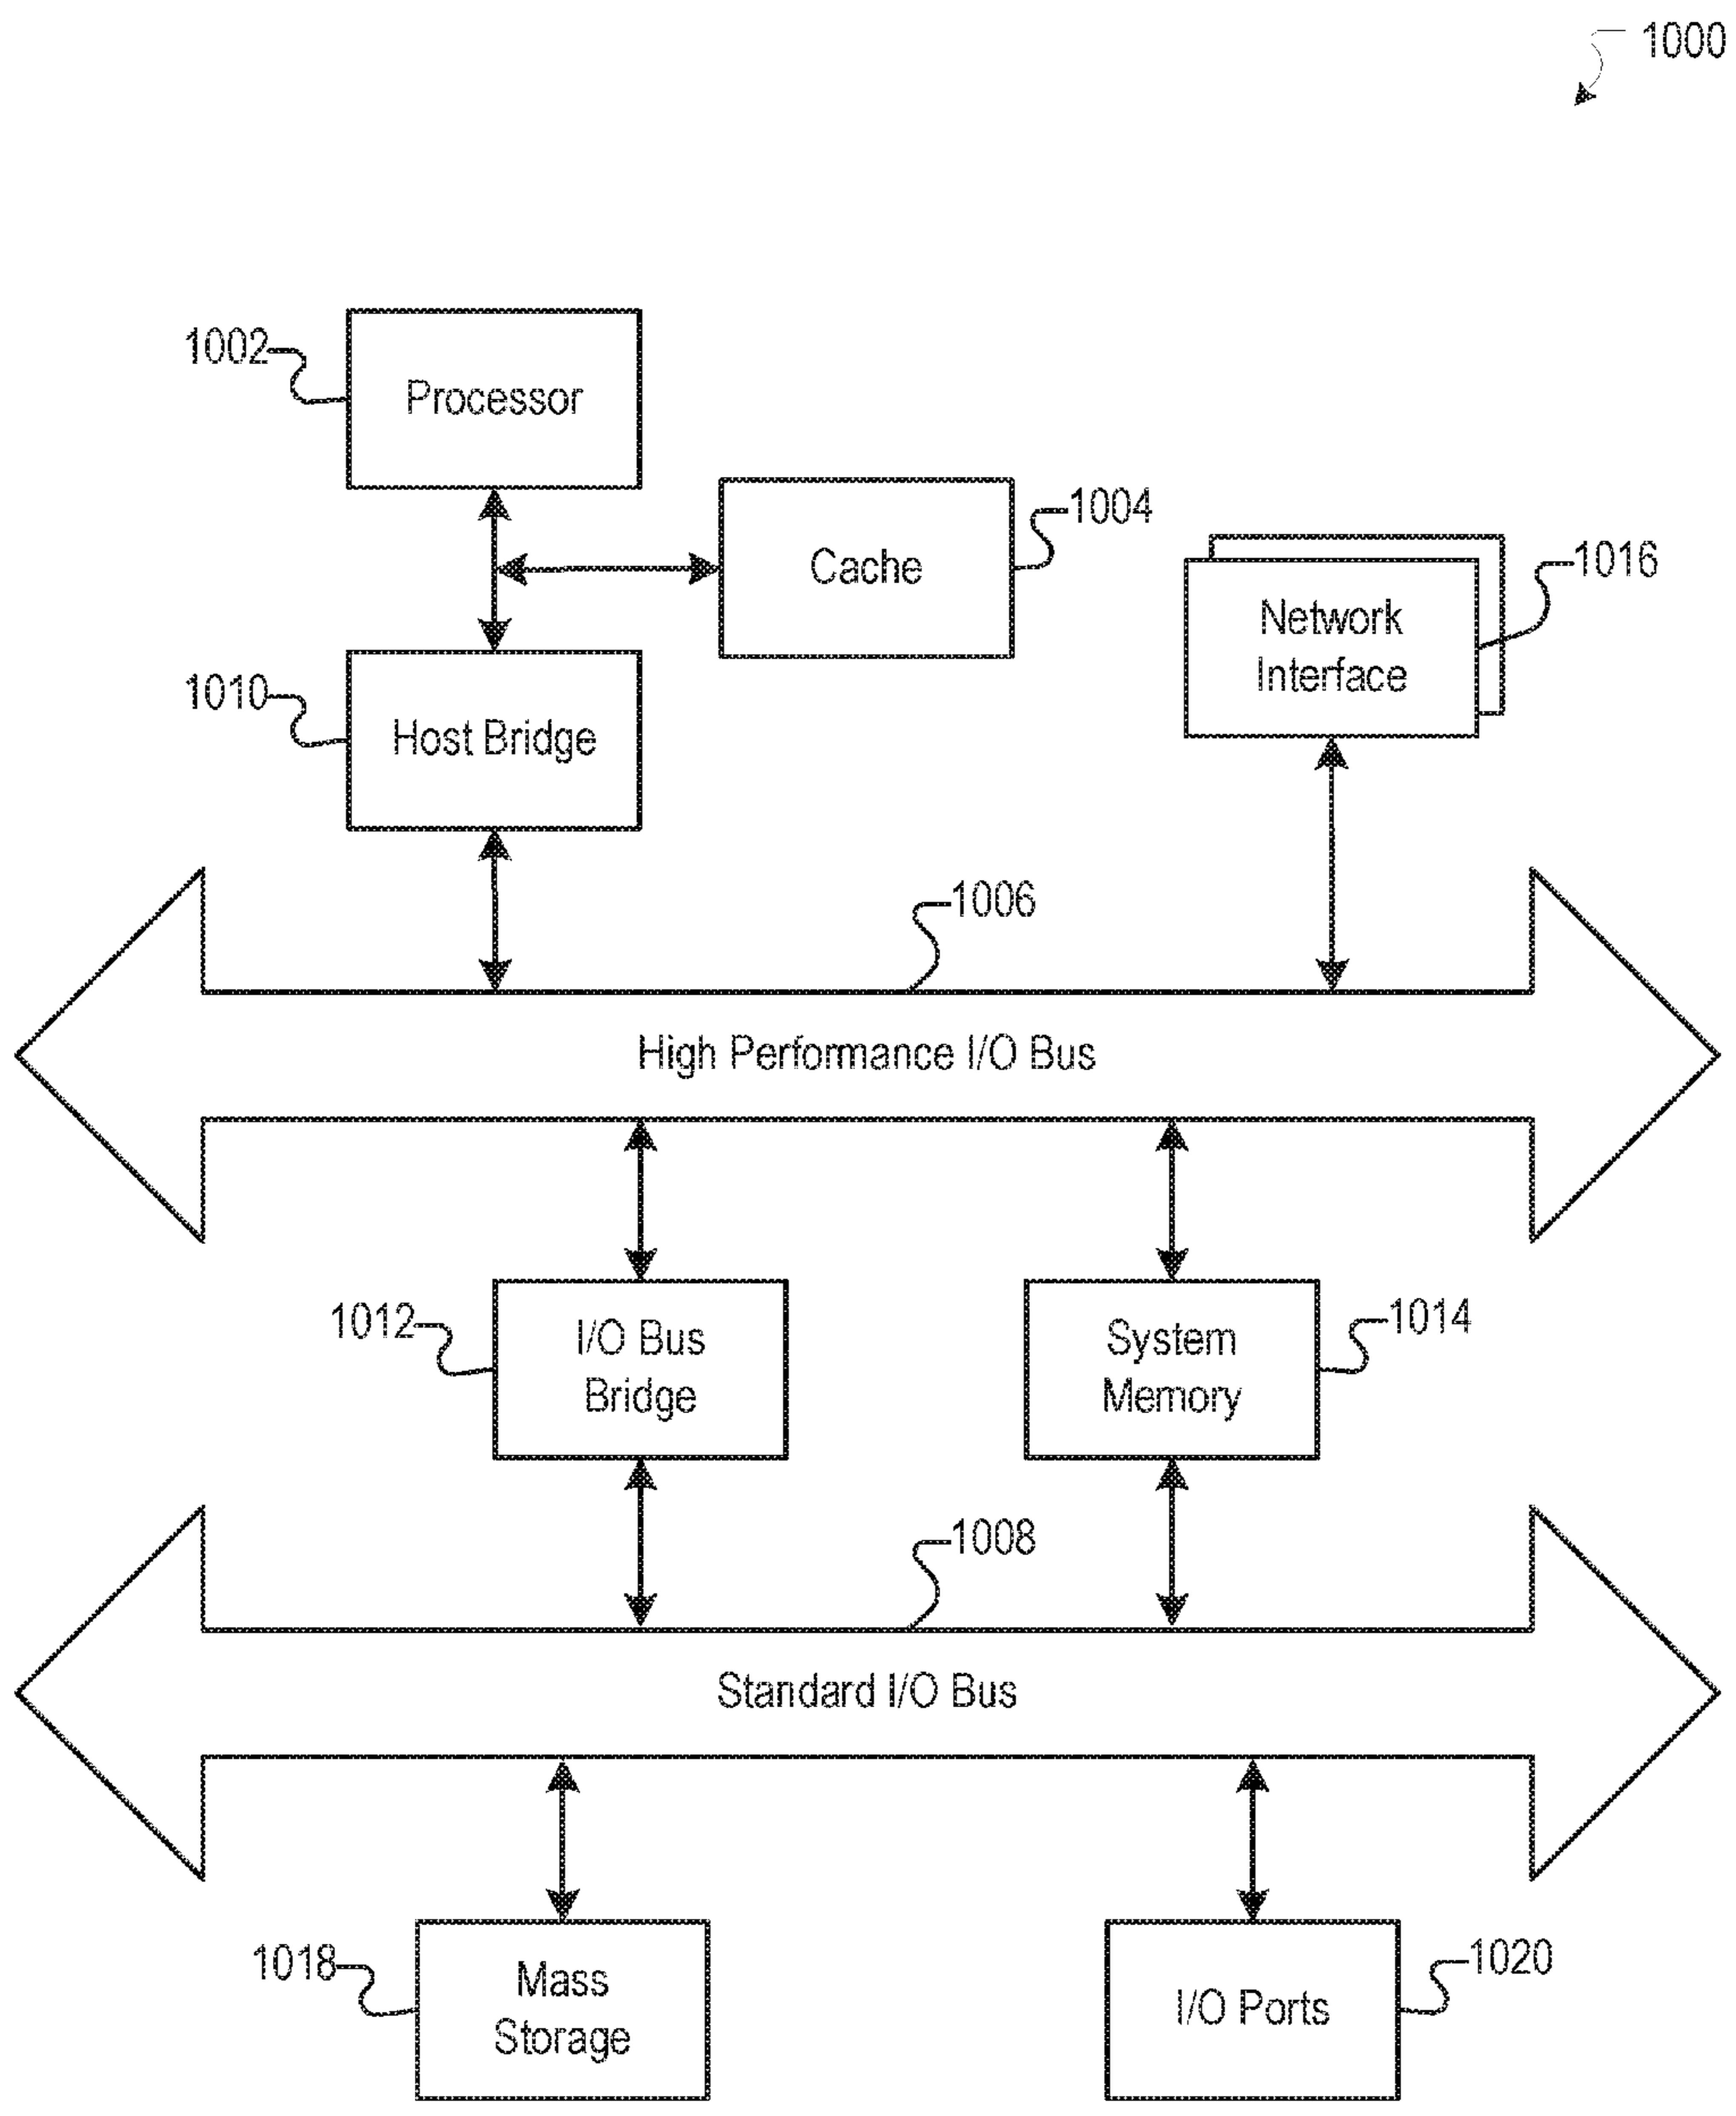 1000
1002
Processor
1004
Cache
1016
Network
Interface
1010
Host Bridge
1006
High Performance I/O Bus
1012
I/O Bus
Bridge
System
Memory
1014
1008
Standard I/O Bus
1018
Mass
Storage
I/O Ports
1020